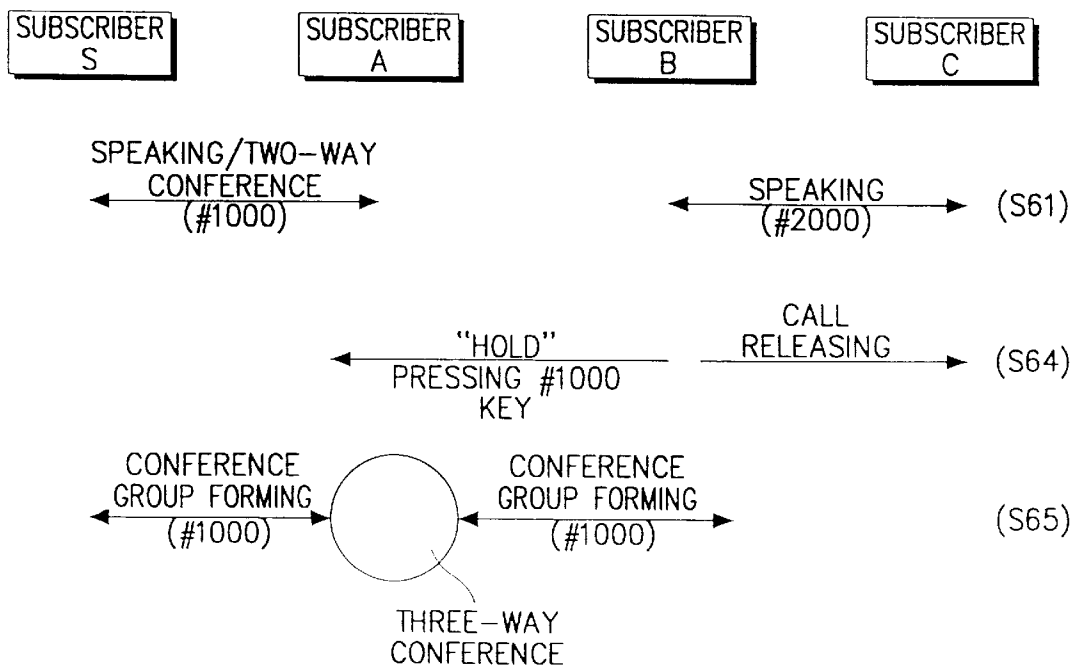 SUBSCRIBER
S
SUBSCRIBER
A
SUBSCRIBER
B
SUBSCRIBER
C
SPEAKING/TWO-WAY
CONFERENCE
(#1000)
SPEAKING
(#2000)
(S61)
"HOLD"
PRESSING #1000
KEY
CALL
RELEASING
(S64)
CONFERENCE
GROUP FORMING
(#1000)
CONFERENCE
GROUP FORMING
(#1000)
(S65)
THREE-WAY
CONFERENCE